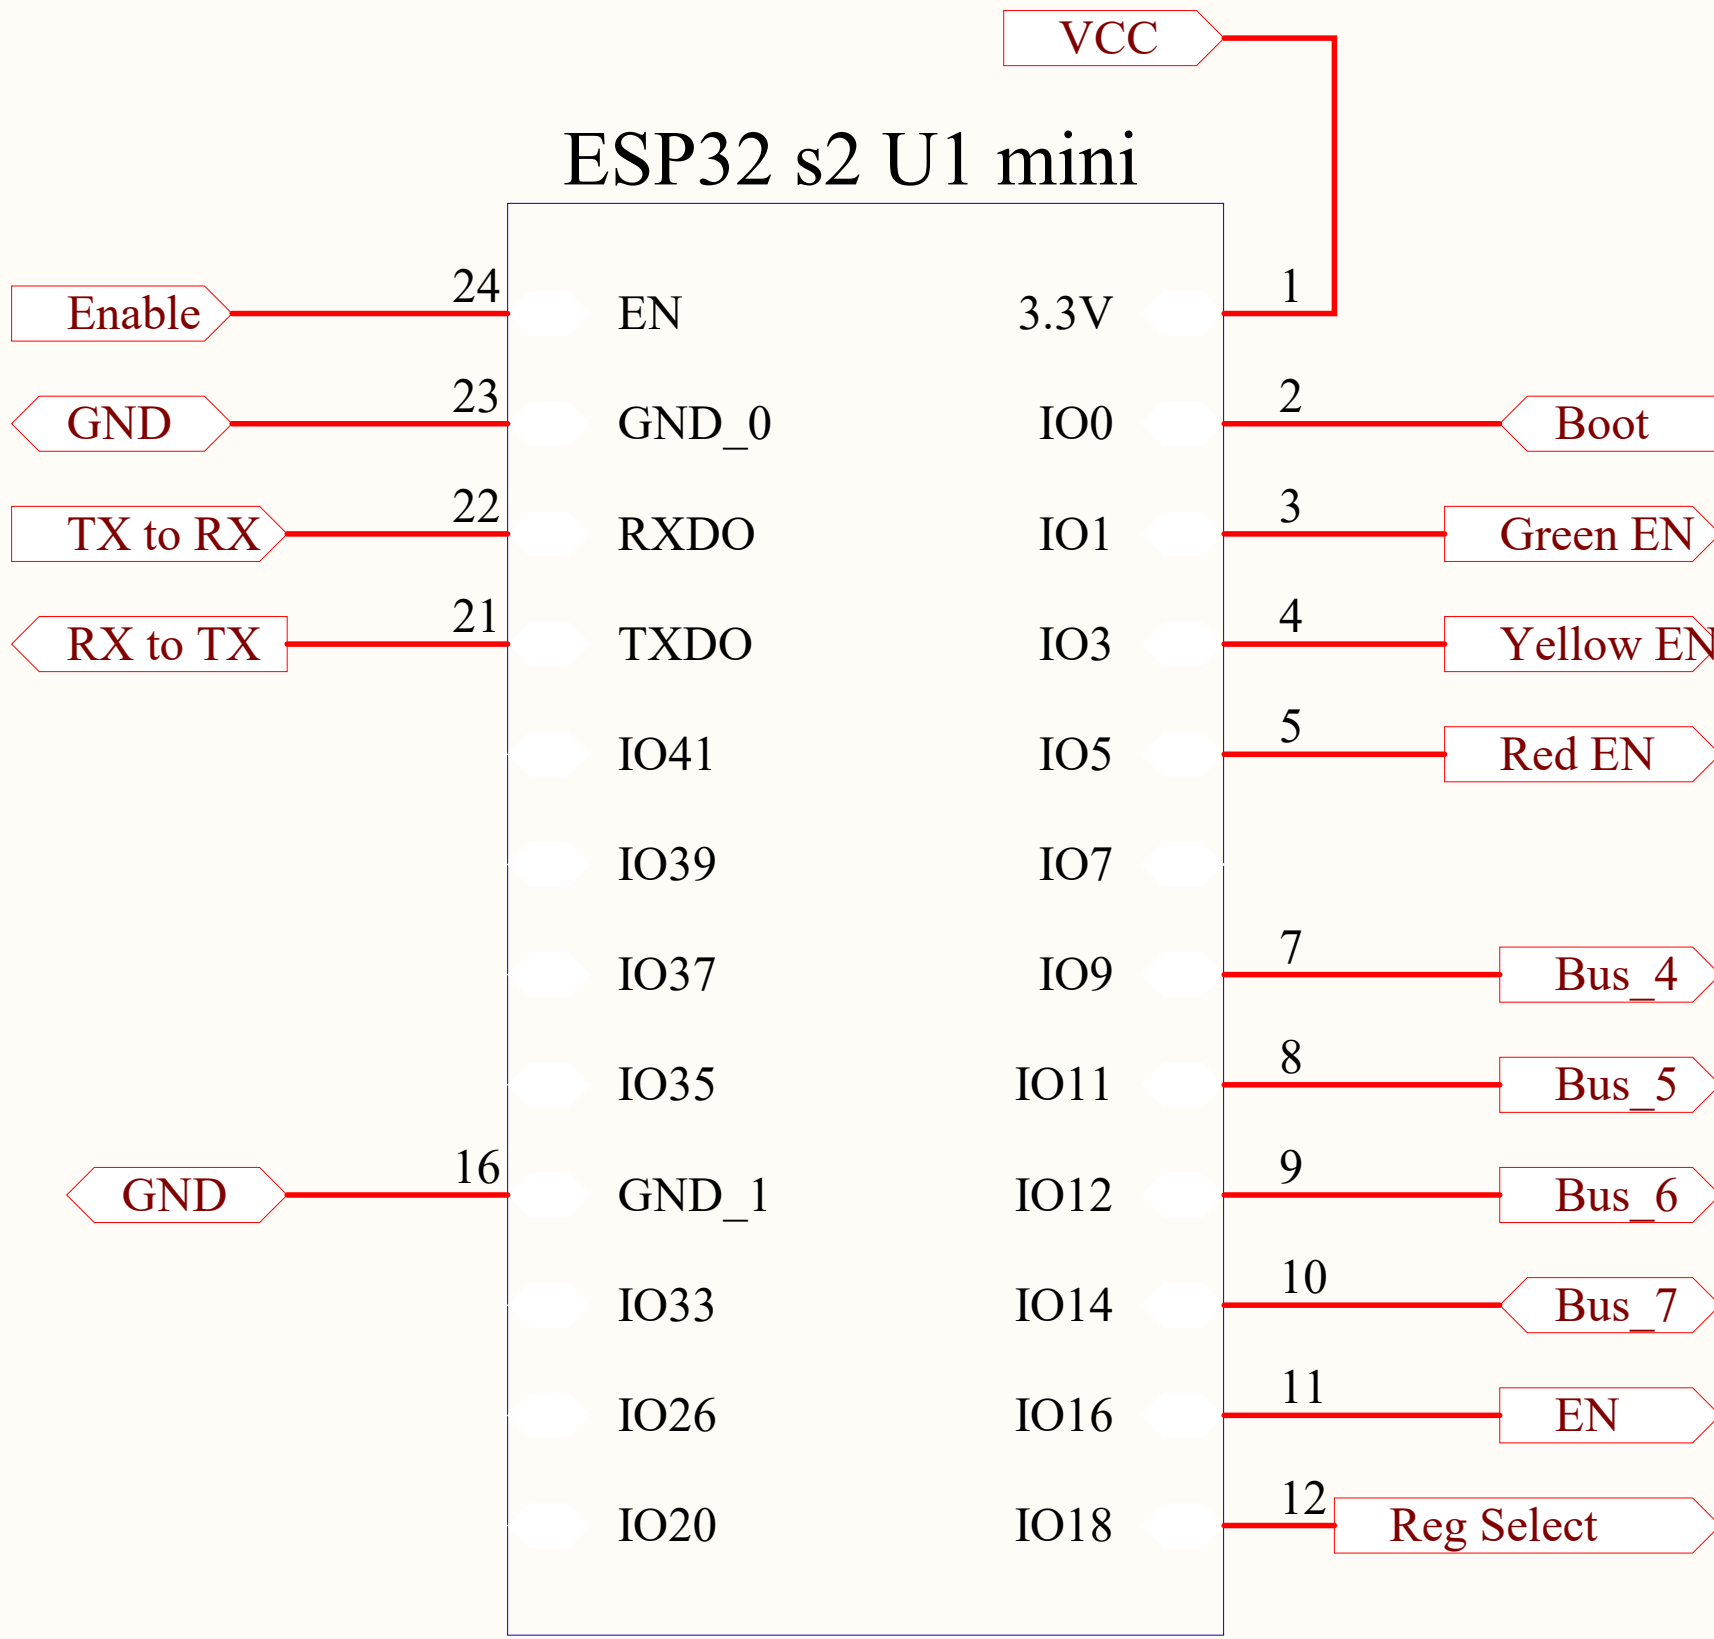 VCC
ESP32 s2 U1 mini
Enable 24 EN 3.3V 1
GND 23 GND_0 IO0 2 Boot
TX to RX 22 RXDO IO1 3 Green EN
RX to TX 21 TXDO IO3 4 Yellow EN
IO41 IO5 5 Red EN
IO39 IO7
IO37 IO9 7 Bus_4
IO35 IO11 8 Bus_5
GND 16 GND_1 IO12 9 Bus_6
IO33 IO14 10 Bus_7
IO26 IO16 11 EN
IO20 IO18 12 Reg Select